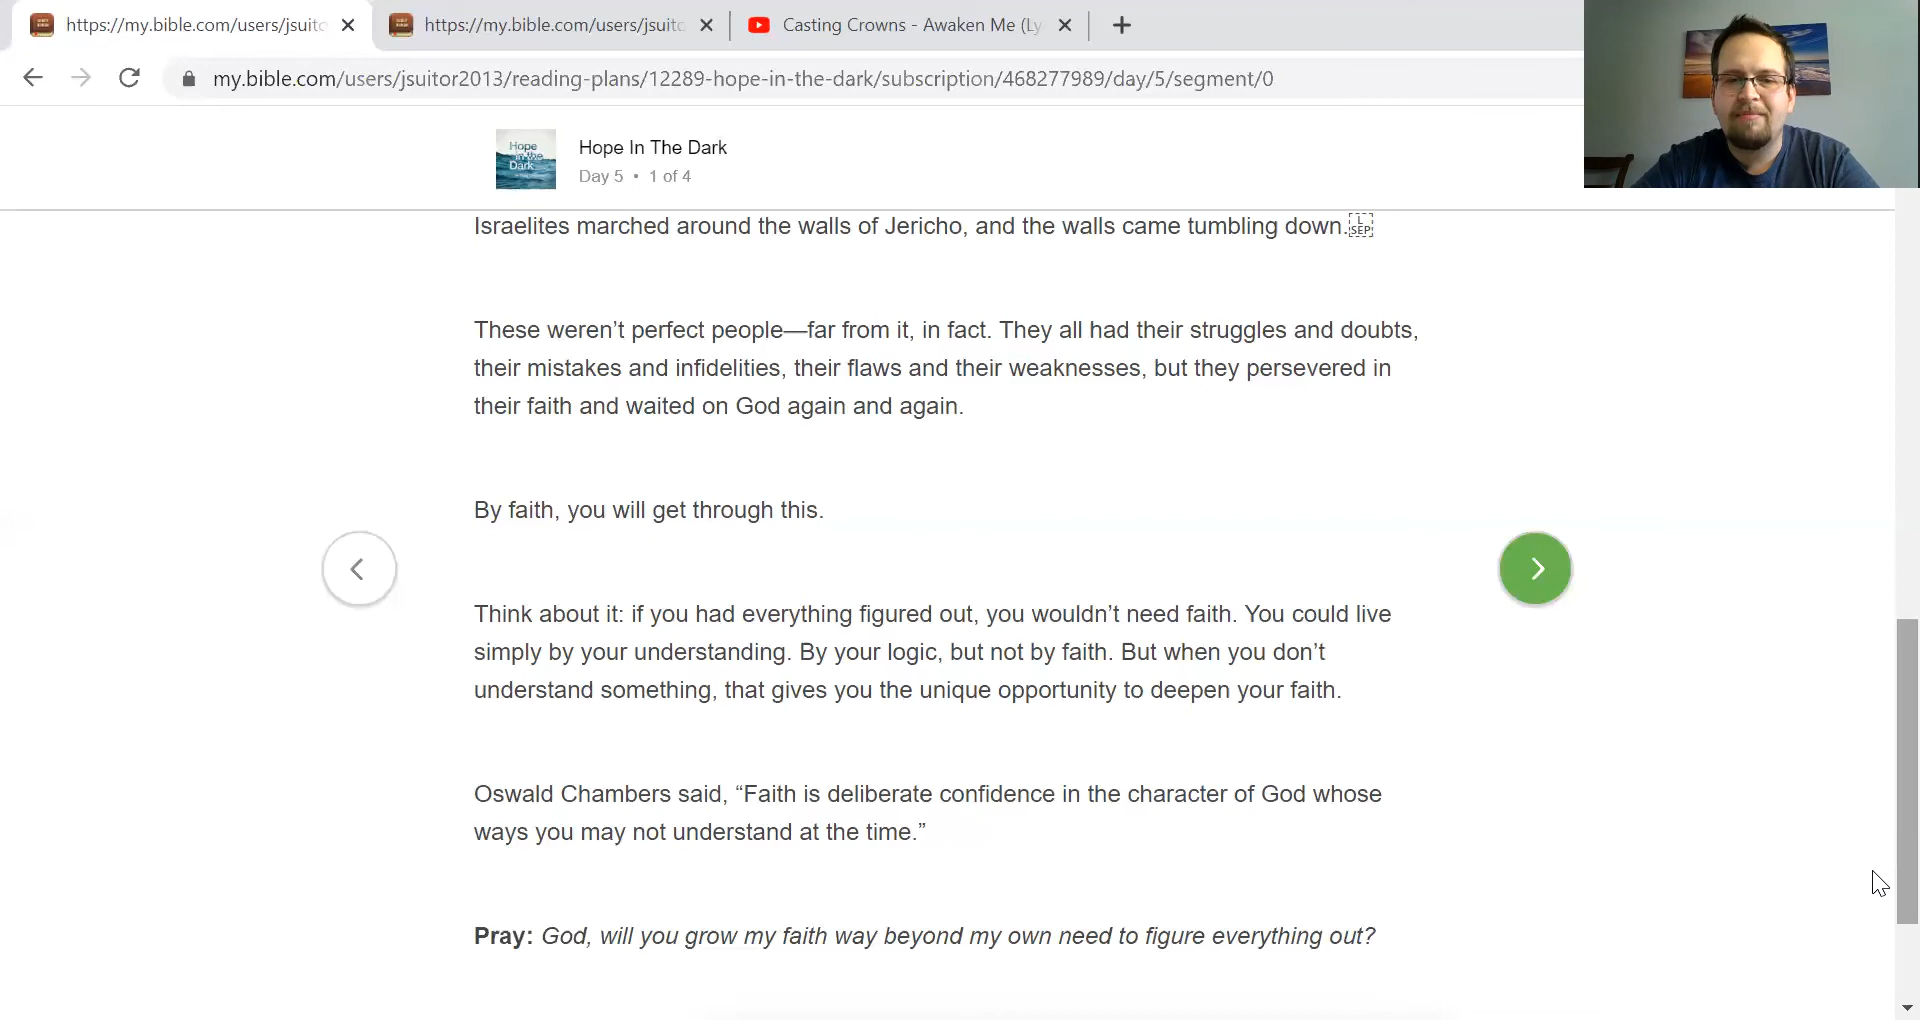 https://my.bible.com/users/jsuito
https://my.bible.com/users/jsuito
Casting Crowns - Awaken Me (Ly
my.bible.com/users/jsuitor2013/reading-plans/12289-hope-in-the-dark/subscription/468277989/day/5/segment/0
Hope in the Dark
Hope In The Dark
Day 5 • 1 of 4
Israelites marched around the walls of Jericho, and the walls came tumbling down.
L SEP
These weren’t perfect people—far from it, in fact. They all had their struggles and doubts,
their mistakes and infidelities, their flaws and their weaknesses, but they persevered in
their faith and waited on God again and again.
By faith, you will get through this.
Think about it: if you had everything figured out, you wouldn’t need faith. You could live
simply by your understanding. By your logic, but not by faith. But when you don’t
understand something, that gives you the unique opportunity to deepen your faith.
Oswald Chambers said, “Faith is deliberate confidence in the character of God whose
ways you may not understand at the time.”
Pray: God, will you grow my faith way beyond my own need to figure everything out?